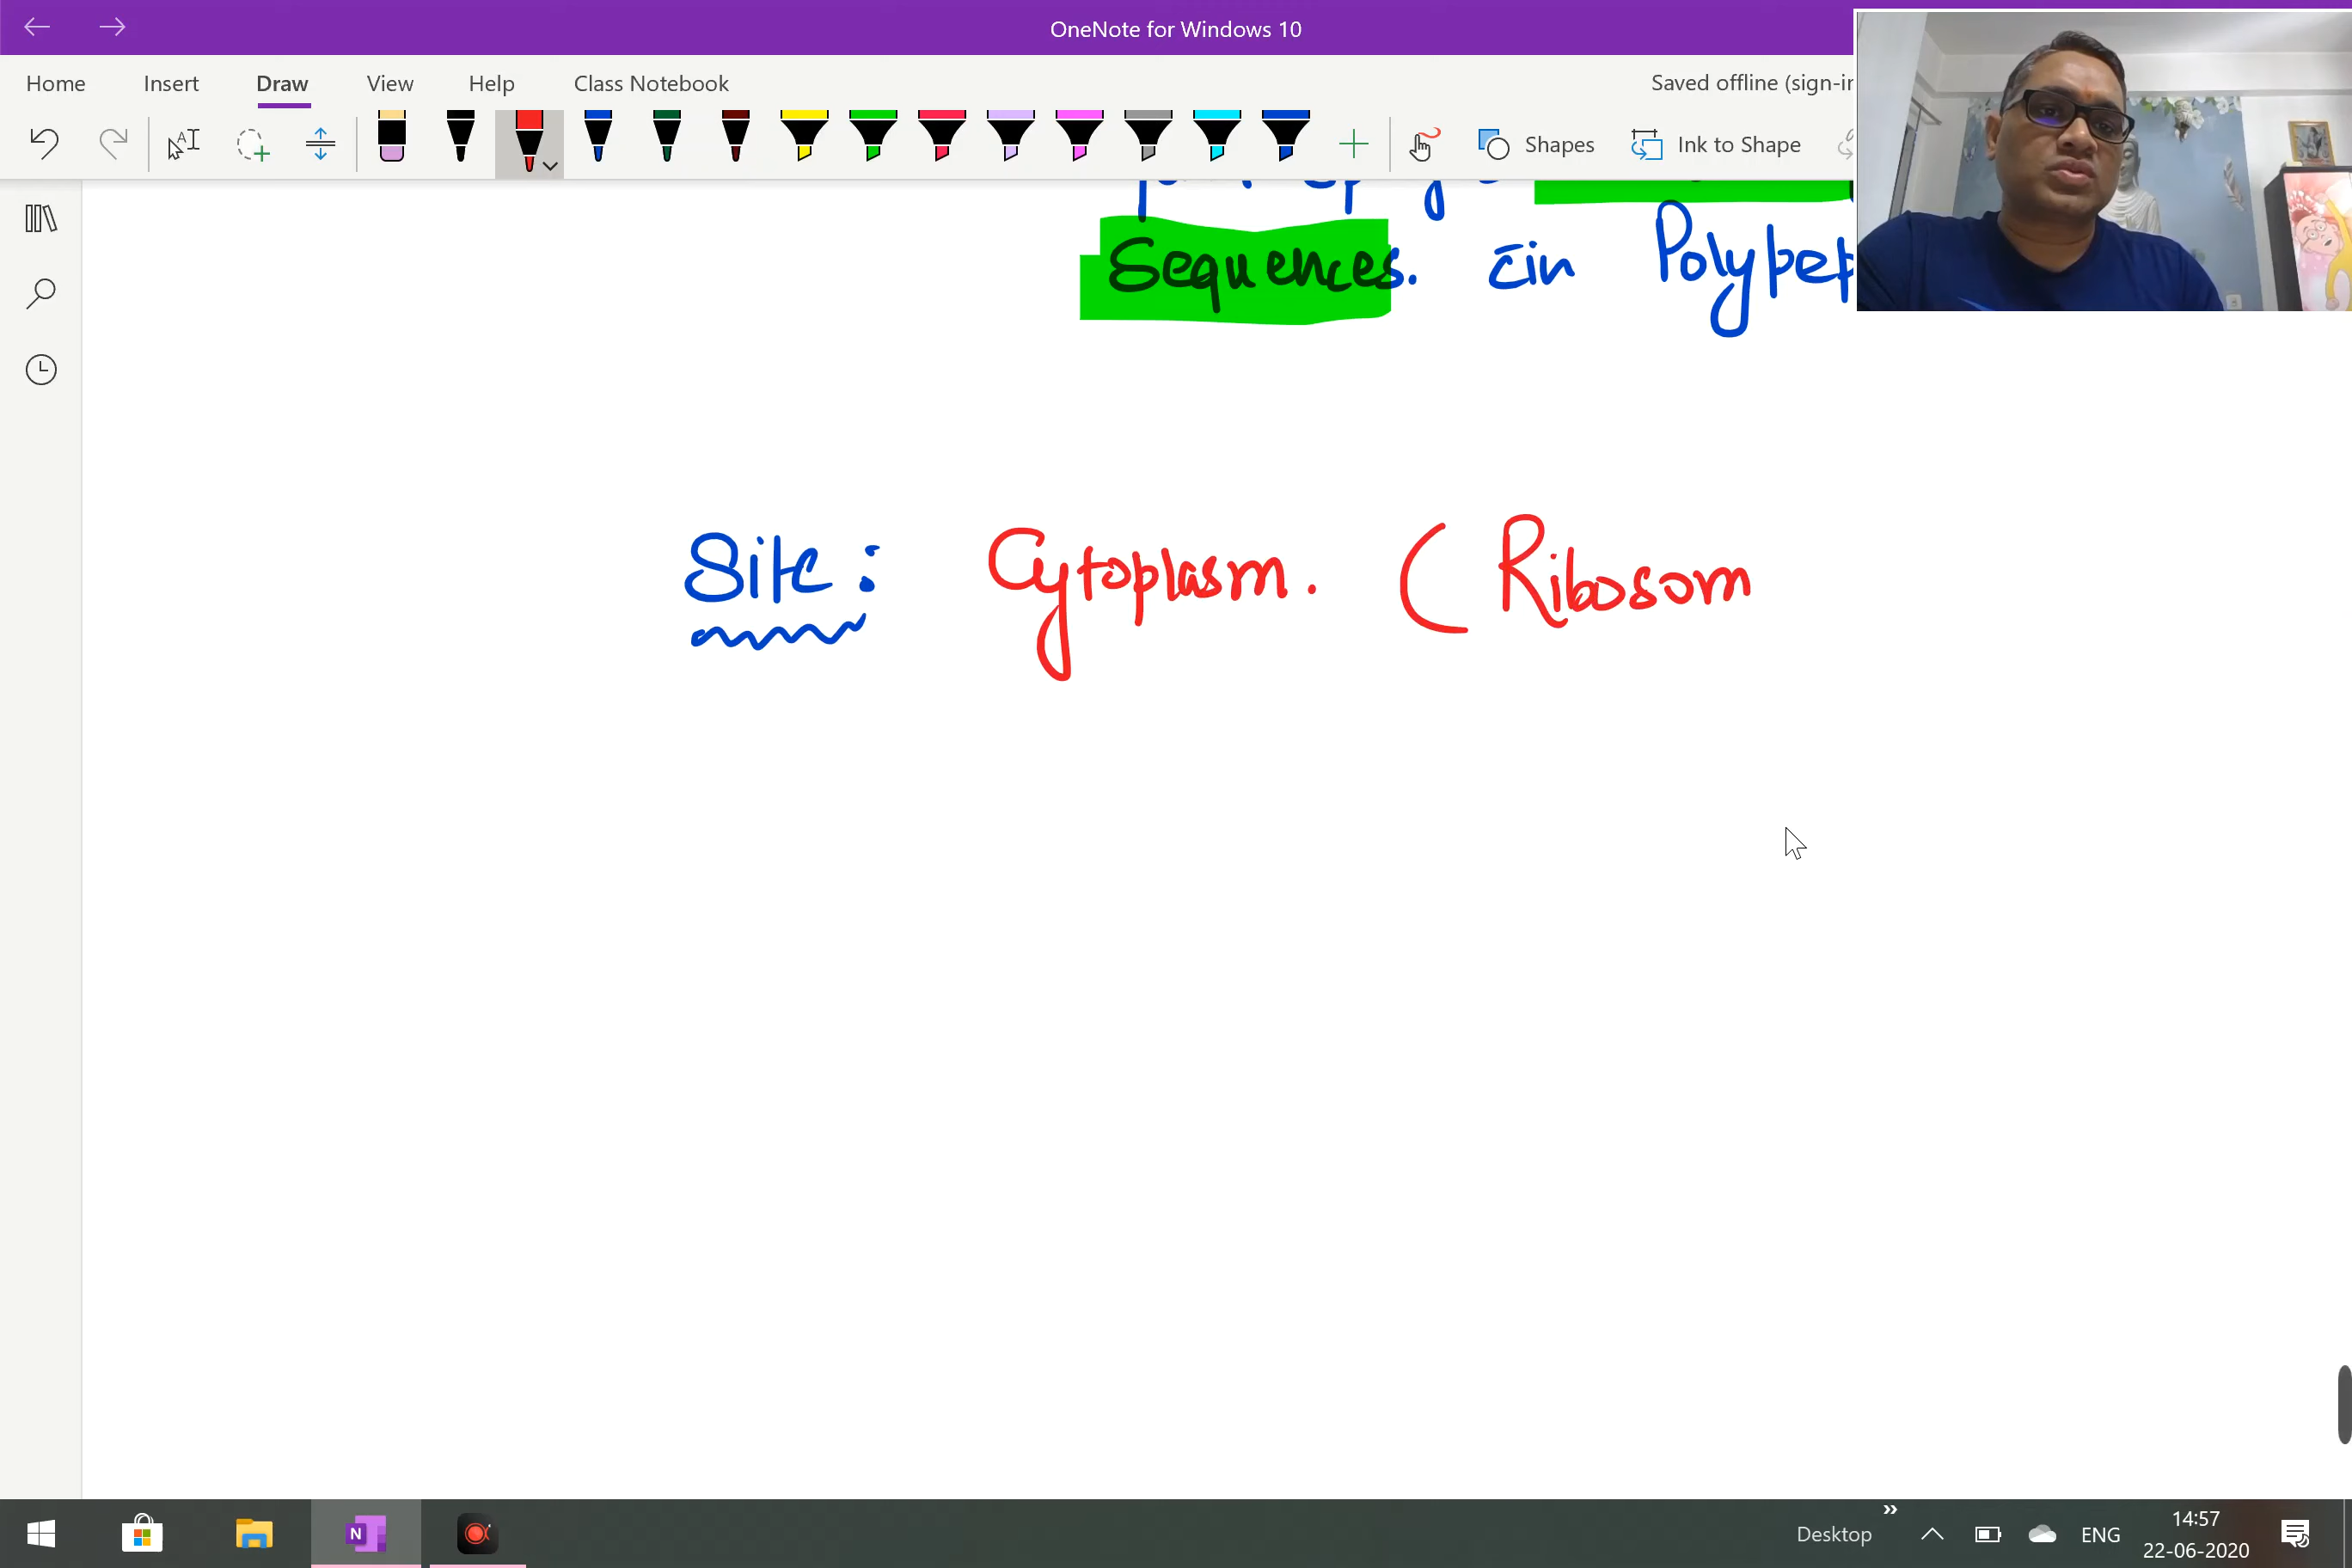 OneNote for Windows 10
Home Insert Draw View Help Class Notebook Saved offline (sign-in
Shapes Ink to Shape
Sequences. in Polypep
Site : Cytoplasm. ( Ribosom
Desktop ENG 14:57
22-06-2020